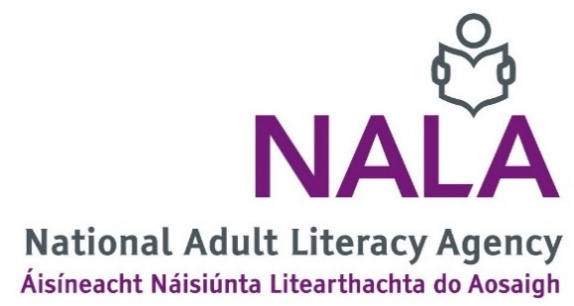 NALA
National Adult Literacy Agency
Áisíneacht Náisiúnta Litearthachta do Aosaigh